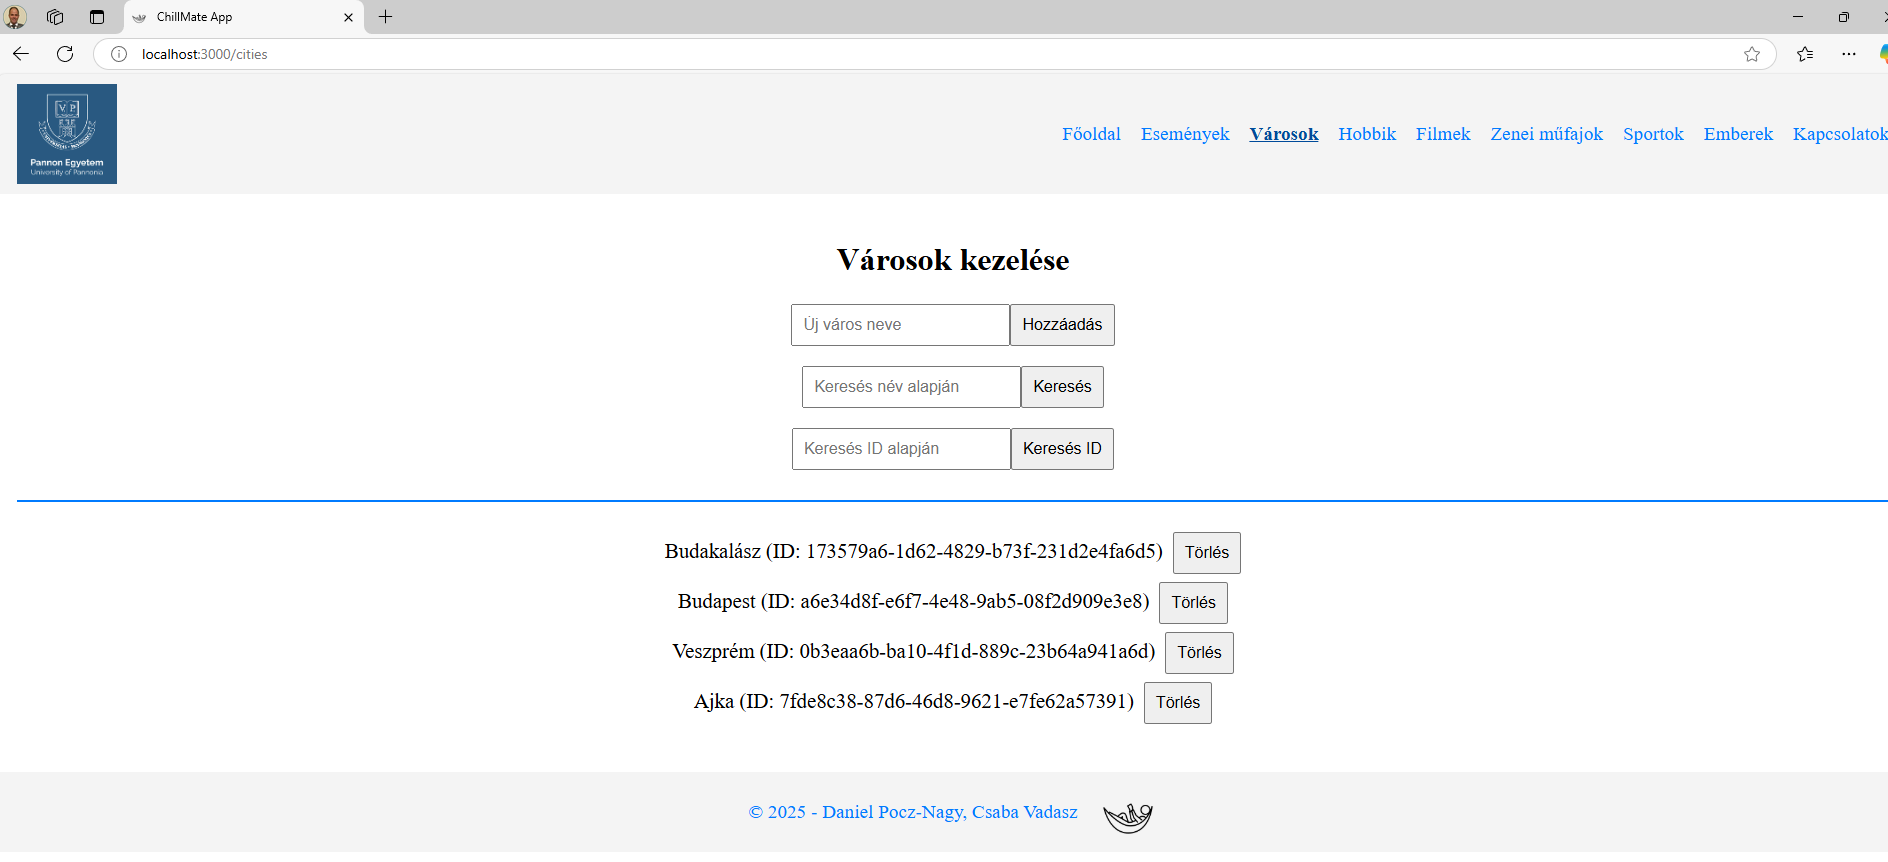 ChillMate App
localhost:3000/cities
V P
Pannon Egyetem
University of Pannonia
Főoldal Események Városok Hobbik Filmek Zenei műfajok Sportok Emberek Kapcsolatok
Városok kezelése
Új város neve Hozzáadás
Keresés név alapján Keresés
Keresés ID alapján Keresés ID
Budakalász (ID: 173579a6-1d62-4829-b73f-231d2e4fa6d5) Törlés
Budapest (ID: a6e34d8f-e6f7-4e48-9ab5-08f2d909e3e8) Törlés
Veszprém (ID: 0b3eaa6b-ba10-4f1d-889c-23b64a941a6d) Törlés
Ajka (ID: 7fde8c38-87d6-46d8-9621-e7fe62a57391) Törlés
© 2025 - Daniel Pocz-Nagy, Csaba Vadasz